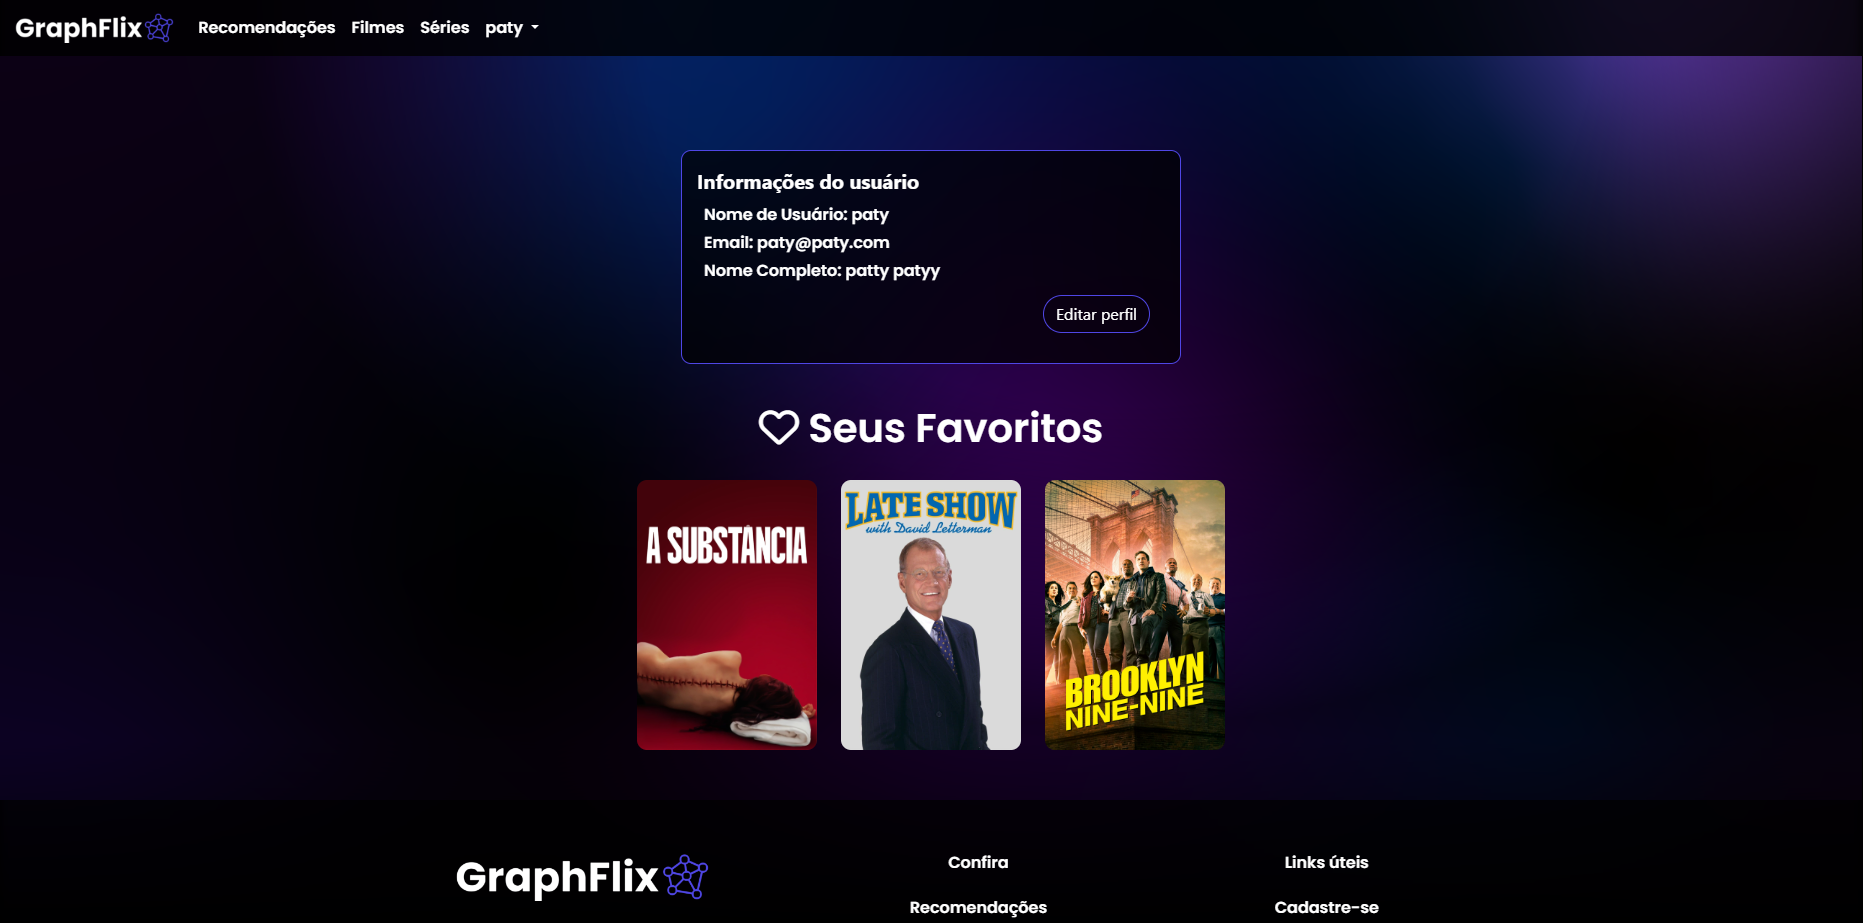 GraphFlix
Recomendações
Filmes
Séries
paty
Informações do usuário
Nome de Usuário: paty
Email: paty@paty.com
Nome Completo: patty patyy
Editar perfil
Seus Favoritos
A SUBSTÂNCIA
LATE SHOW
with David Letterman
BROOKLYN
NINE-NINE
GraphFlix
Confira
Links úteis
Recomendações
Cadastre-se